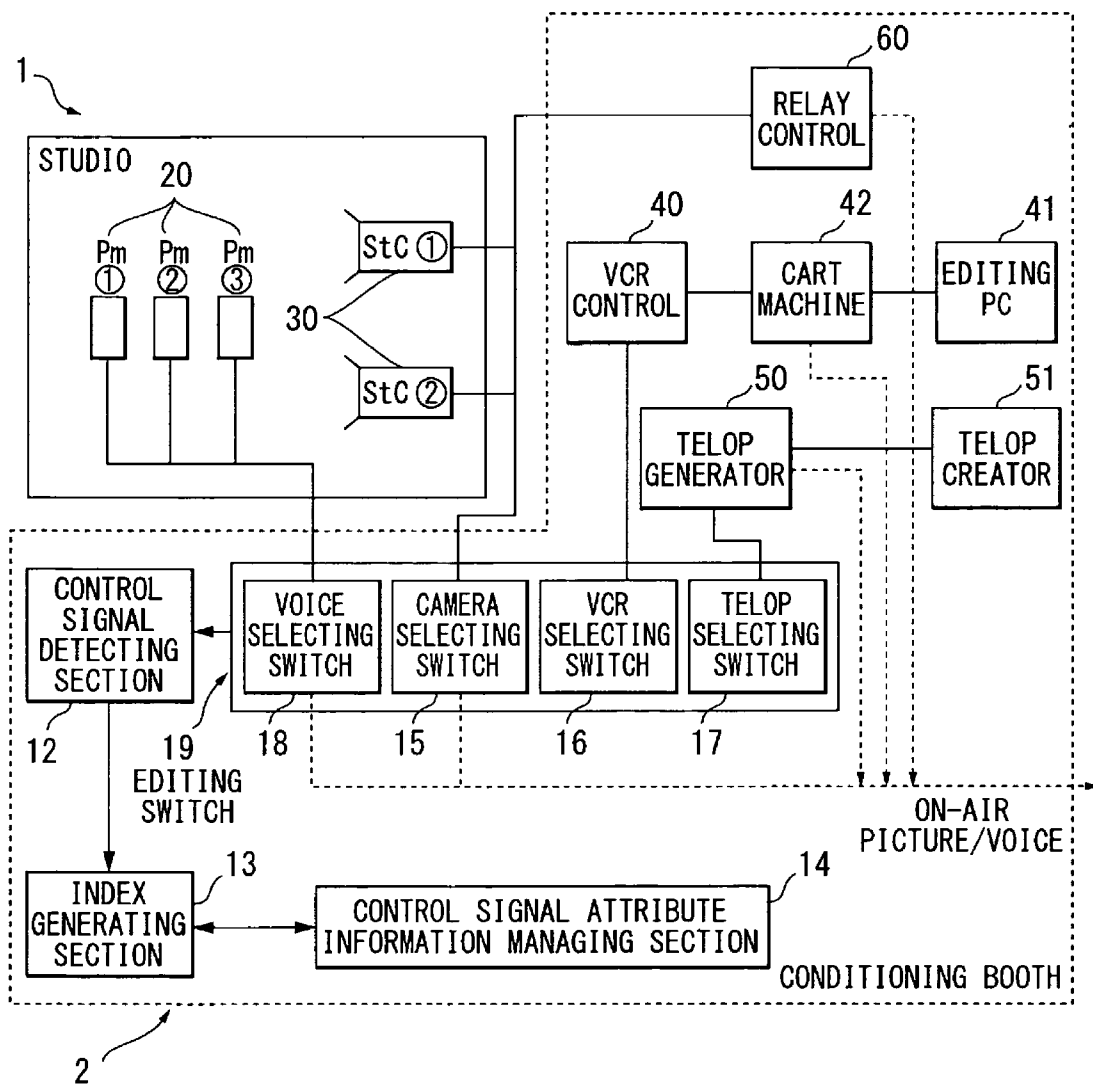 60
1
RELAY
CONTROL
STUDIO
20
Pm Pm Pm
① ② ③
StC ①
30
StC ②
40
VCR
CONTROL
42
CART
MACHINE
41
EDITING
PC
50
TELOP
GENERATOR
51
TELOP
CREATOR
CONTROL
SIGNAL
DETECTING
SECTION
12
VOICE
SELECTING
SWITCH
CAMERA
SELECTING
SWITCH
VCR
SELECTING
SWITCH
TELOP
SELECTING
SWITCH
19
EDITING
SWITCH
18
15
16
17
ON-AIR
PICTURE/VOICE
INDEX
GENERATING
SECTION
13
CONTROL SIGNAL ATTRIBUTE
INFORMATION MANAGING SECTION
14
CONDITIONING BOOTH
2